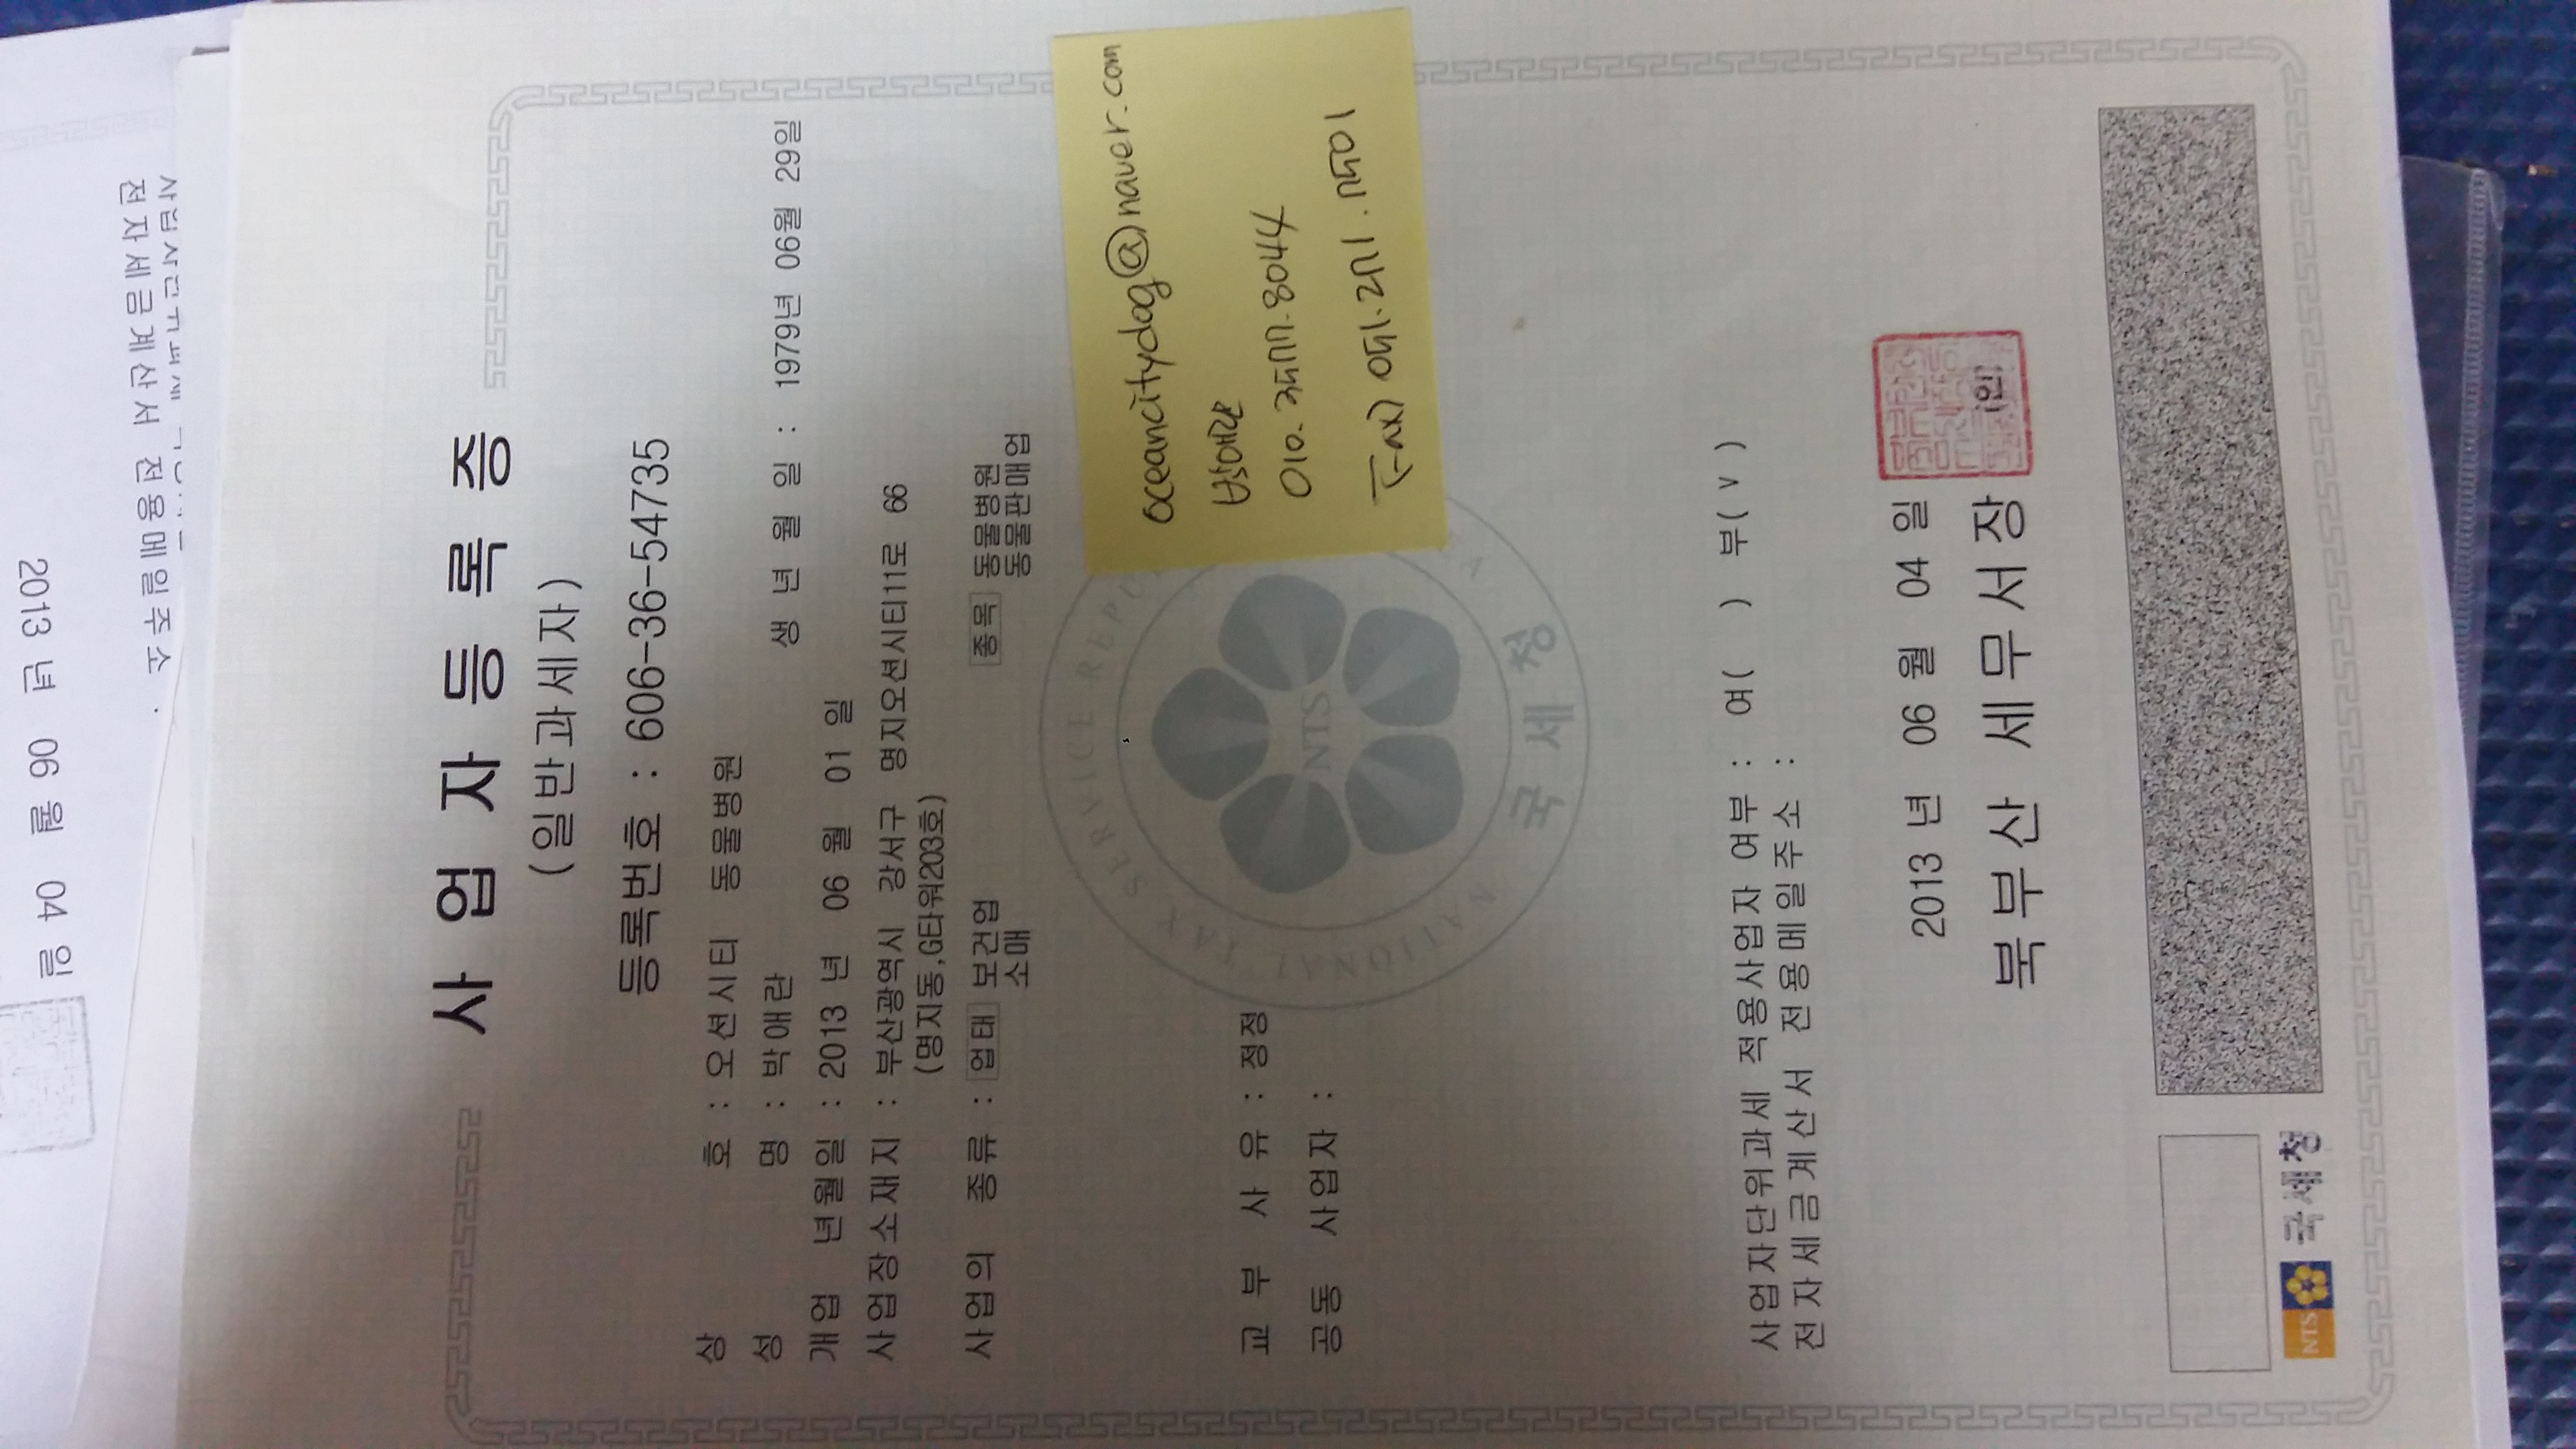 2013 년 06 월 04 일
전자세금계산서 전용메일주소 :
사 업 자 등 록 증
(일반과세자)
등록번호 : 606-36-54735
상 호 : 오션시티 동물병원
성 명 : 박애란 생 년 월 일 : 1979년 06월 29일
개업 년월일 : 2013 년 06 월 01 일
사업장소재지 : 부산광역시 강서구 명지오션시티11로 66
(명지동,G타워203호)
사업의 종류 : 업태 보건업 종목 동물병원
소매 동물판매업
NATIONAL TAX SERVICE REPU
NTS
국세청
oceancitydog@naver.com
박애란
010. 3577. 8044
Fax) 051. 271. 7501
교 부 사 유 : 정정
공동 사업자 :
사업자단위과세 적용사업자 여부 : 여( ) 부( v )
전자세금계산서 전용메일주소 :
2013 년 06 월 04 일
북부산 세무서장 (인)
NTS 국세청